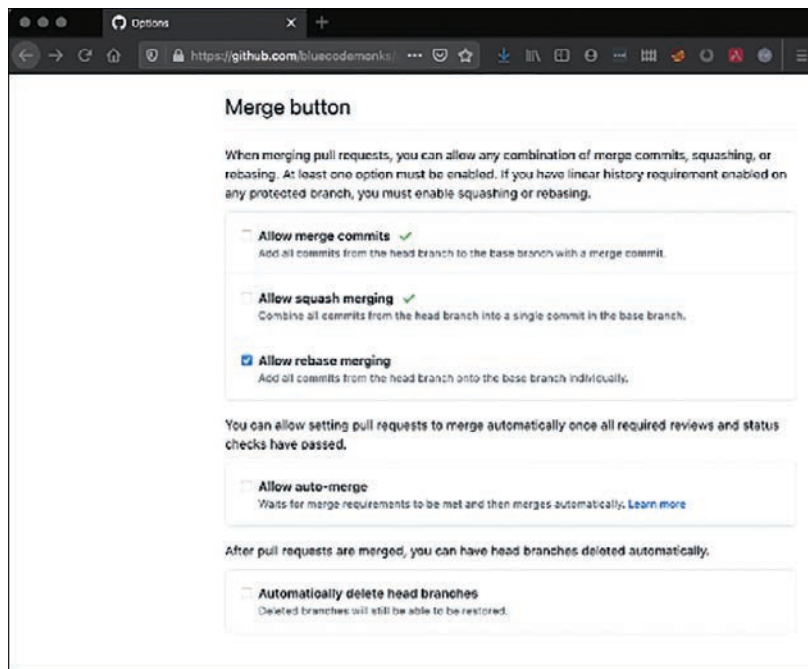 Options
https://github.com/bluecodemonks/
Merge button
When merging pull requests, you can allow any combination of merge commits, squashing, or
rebasing. At least one option must be enabled. If you have linear history requirement enabled on
any protected branch, you must enable squashing or rebasing.
Allow merge commits
Add all commits from the head branch to the base branch with a merge commit.
Allow squash merging
Combine all commits from the head branch into a single commit in the base branch.
Allow rebase merging
Add all commits from the head branch onto the base branch individually.
You can allow setting pull requests to merge automatically once all required reviews and status
checks have passed.
Allow auto-merge
Waits for merge requirements to be met and then merges automatically. Learn more
After pull requests are merged, you can have head branches deleted automatically.
Automatically delete head branches
Deleted branches will still be able to be restored.